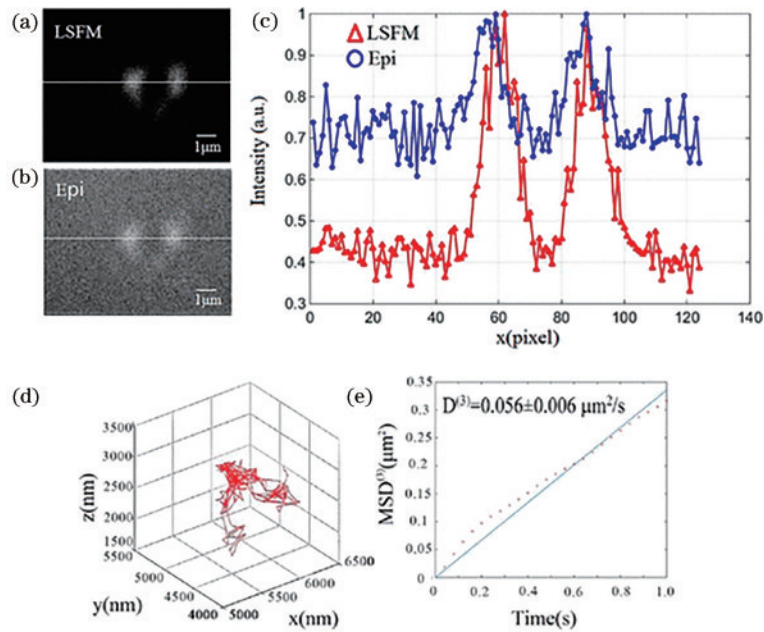 (a)
LSFM
1μm
(b)
Epi
1μm
(c)
LSFM
Epi
Intensity (a.u.)
1
0.9
0.8
0.7
0.6
0.5
0.4
0.3
0 20 40 60 80 100 120 140
x(pixel)
(d)
z(nm)
3500
3000
2500
2000
1500
5500
5000
4500
4000
y(nm)
5000
5500
6000
6500
x(nm)
(e)
D⁽³⁾=0.056±0.006 μm²/s
MSD⁽³⁾(μm²)
0.35
0.3
0.25
0.2
0.15
0.1
0.05
0
0 0.2 0.4 0.6 0.8 1.0
Time(s)